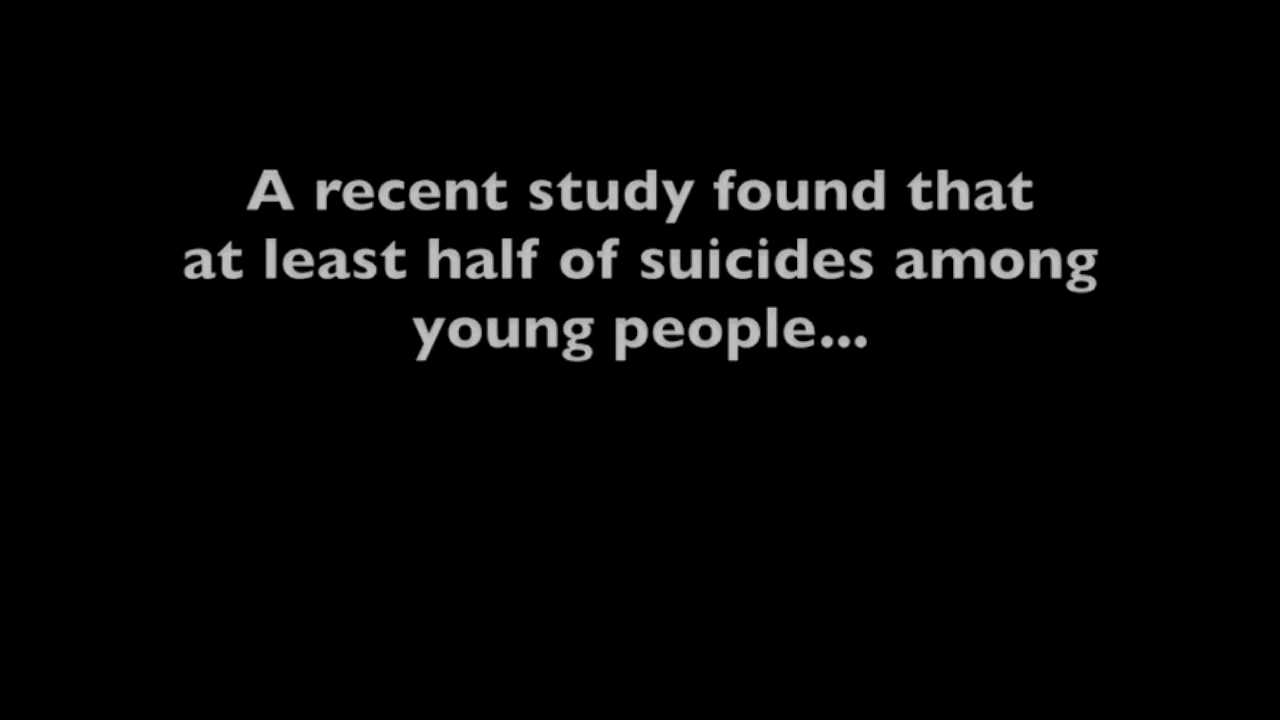 A recent study found that
at least half of suicides among
young people...